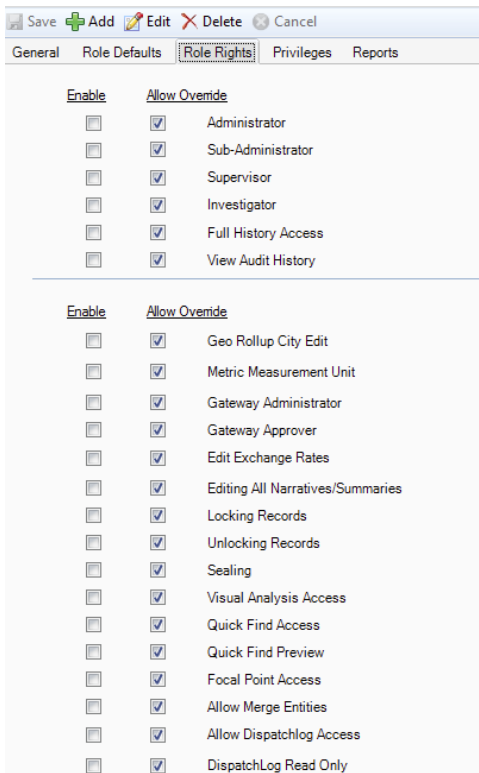 Save Add Edit Delete Cancel
General Role Defaults Role Rights Privileges Reports
Enable Allow Override
Administrator
Sub-Administrator
Supervisor
Investigator
Full History Access
View Audit History
Enable Allow Override
Geo Rollup City Edit
Metric Measurement Unit
Gateway Administrator
Gateway Approver
Edit Exchange Rates
Editing All Narratives/Summaries
Locking Records
Unlocking Records
Sealing
Visual Analysis Access
Quick Find Access
Quick Find Preview
Focal Point Access
Allow Merge Entities
Allow Dispatchlog Access
DispatchLog Read Only